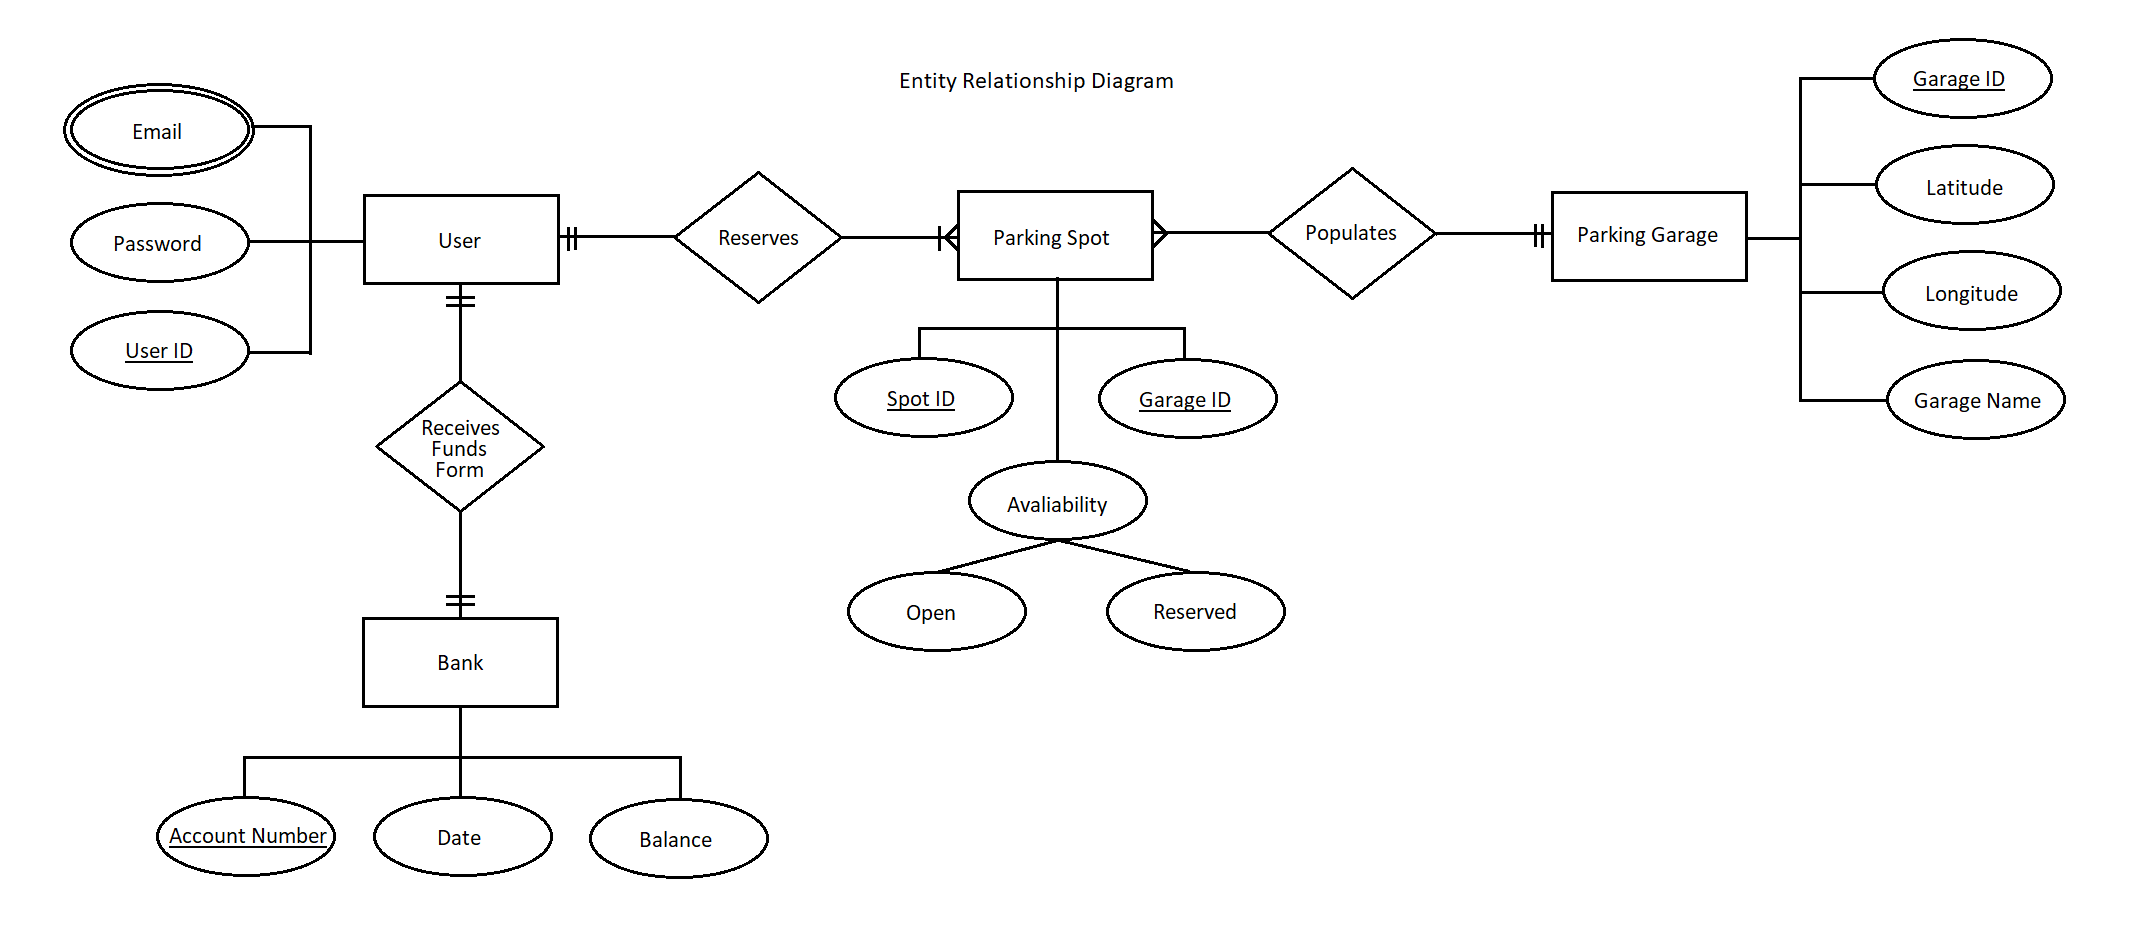 Entity Relationship Diagram
Email
Password
User ID
User
Reserves
Parking Spot
Populates
Parking Garage
Garage ID
Latitude
Longitude
Garage Name
Spot ID
Garage ID
Avaliability
Open
Reserved
Receives
Funds
Form
Bank
Account Number
Date
Balance